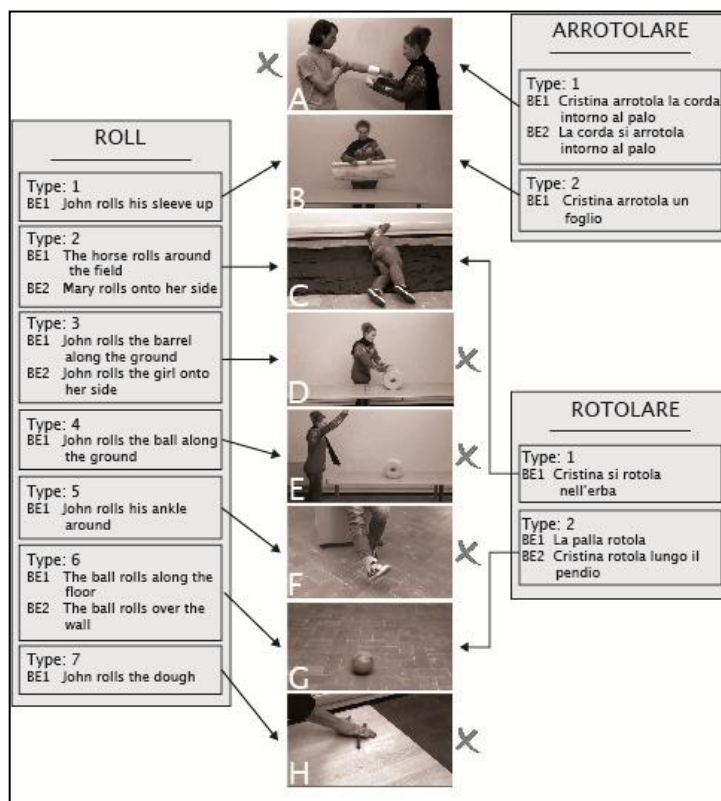 ROLL
Type: 1
BE1 John rolls his sleeve up
Type: 2
BE1 The horse rolls around
the field
BE2 Mary rolls onto her side
Type: 3
BE1 John rolls the barrel
along the ground
BE2 John rolls the girl onto
her side
Type: 4
BE1 John rolls the ball along
the ground
Type: 5
BE1 John rolls his ankle
around
Type: 6
BE1 The ball rolls along the
floor
BE2 The ball rolls over the
wall
Type: 7
BE1 John rolls the dough
A
B
C
D
E
F
G
H
ARROTOLARE
Type: 1
BE1 Cristina arrotola la corda
intorno al palo
BE2 La corda si arrotola
intorno al palo
Type: 2
BE1 Cristina arrotola un
foglio
ROTOLARE
Type: 1
BE1 Cristina si rotola
nell'erba
Type: 2
BE1 La palla rotola
BE2 Cristina rotola lungo il
pendio